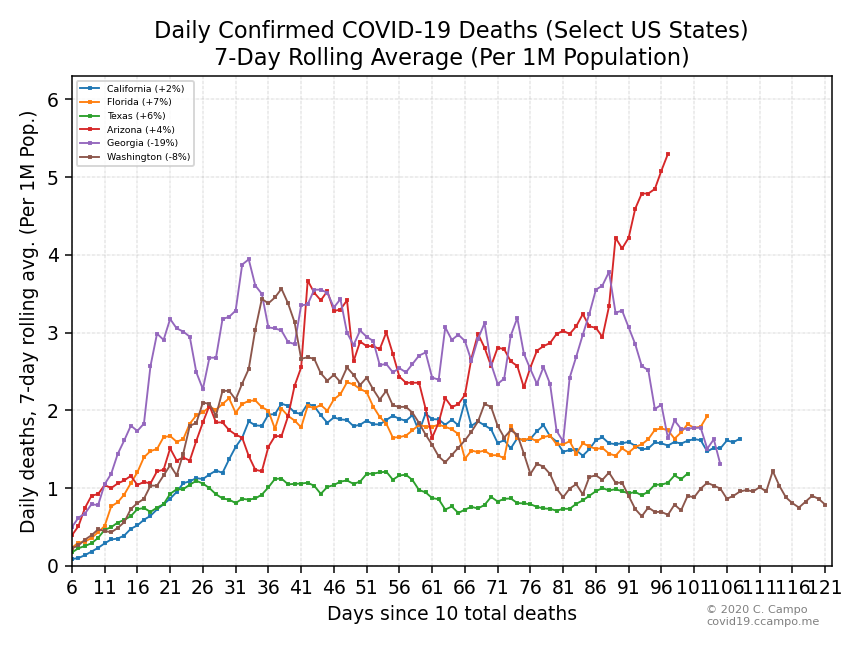 Daily Confirmed COVID-19 Deaths (Select US States)
7-Day Rolling Average (Per 1M Population)
California (+2%)
Florida (+7%)
Texas (+6%)
Arizona (+4%)
Georgia (-19%)
Washington (-8%)
Daily deaths, 7-day rolling avg. (Per 1M Pop.)
6
5
4
3
2
1
0
6 11 16 21 26 31 36 41 46 51 56 61 66 71 76 81 86 91 96 101 106 111 116 121
Days since 10 total deaths
© 2020 C. Campo
covid19.ccampo.me